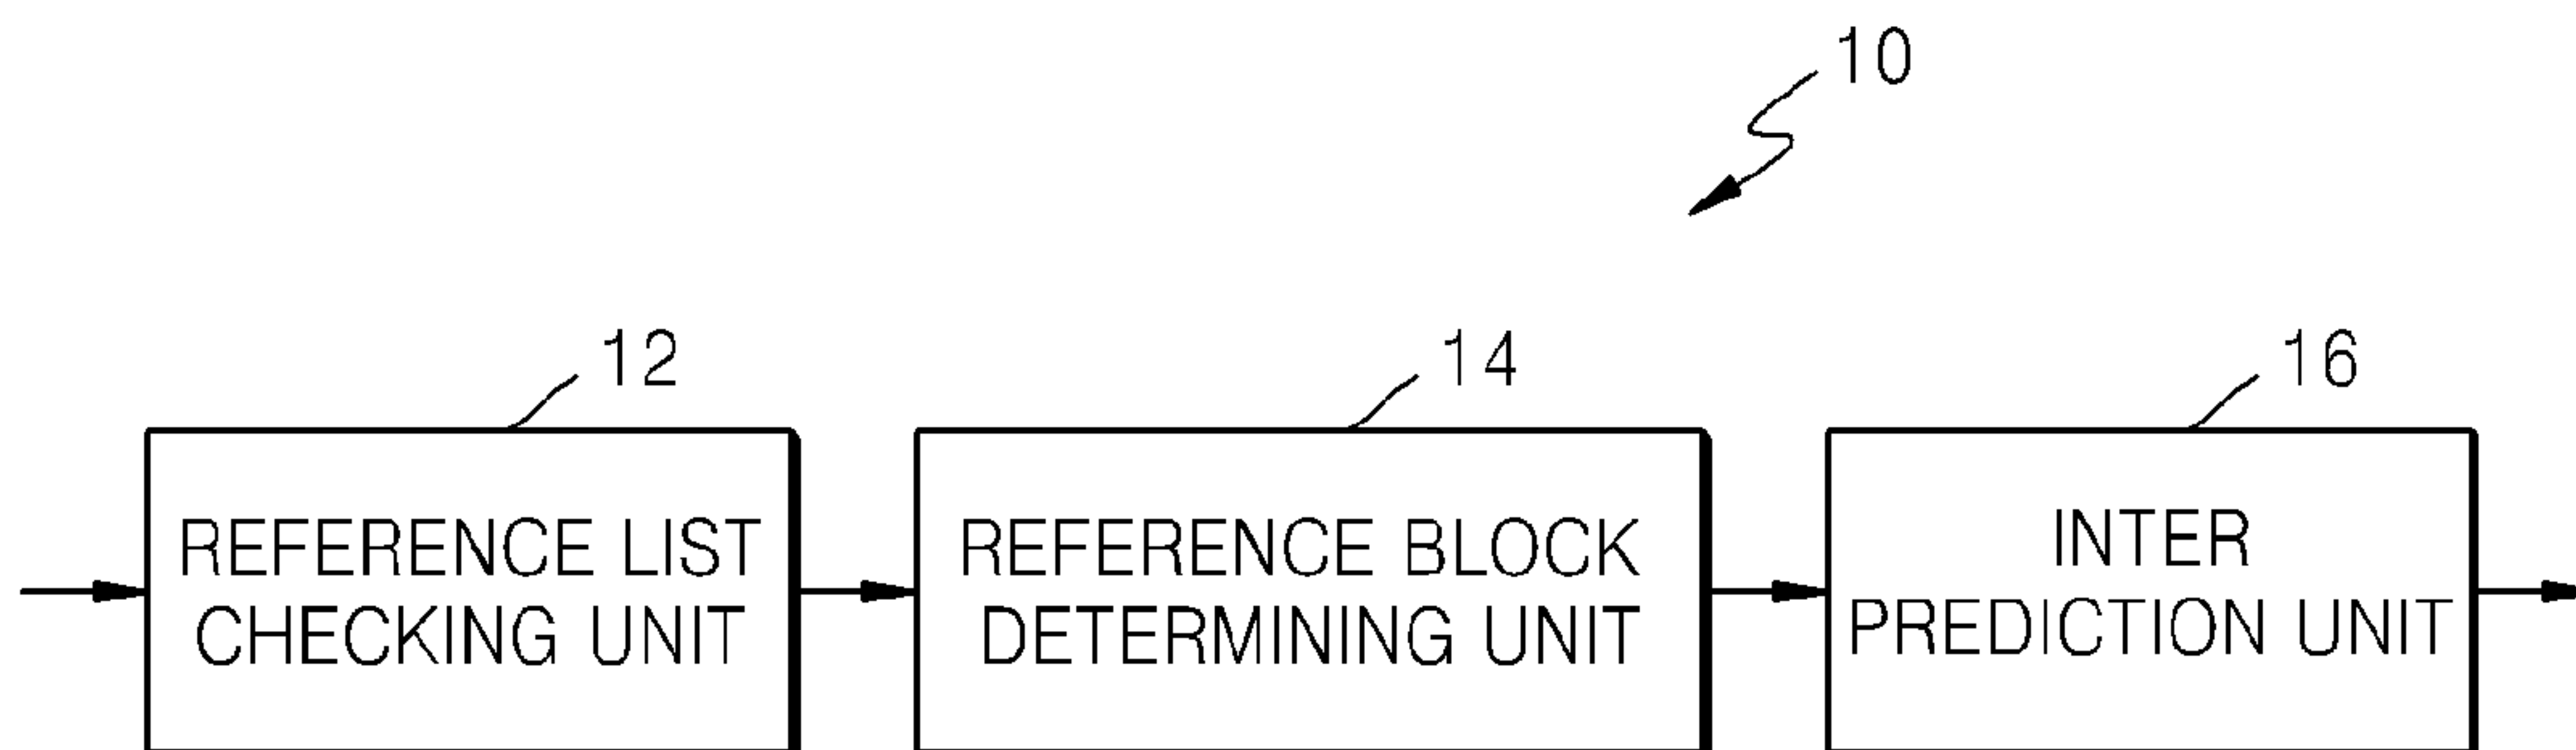 10
12
14
16
REFERENCE LIST
CHECKING UNIT
REFERENCE BLOCK
DETERMINING UNIT
INTER
PREDICTION UNIT